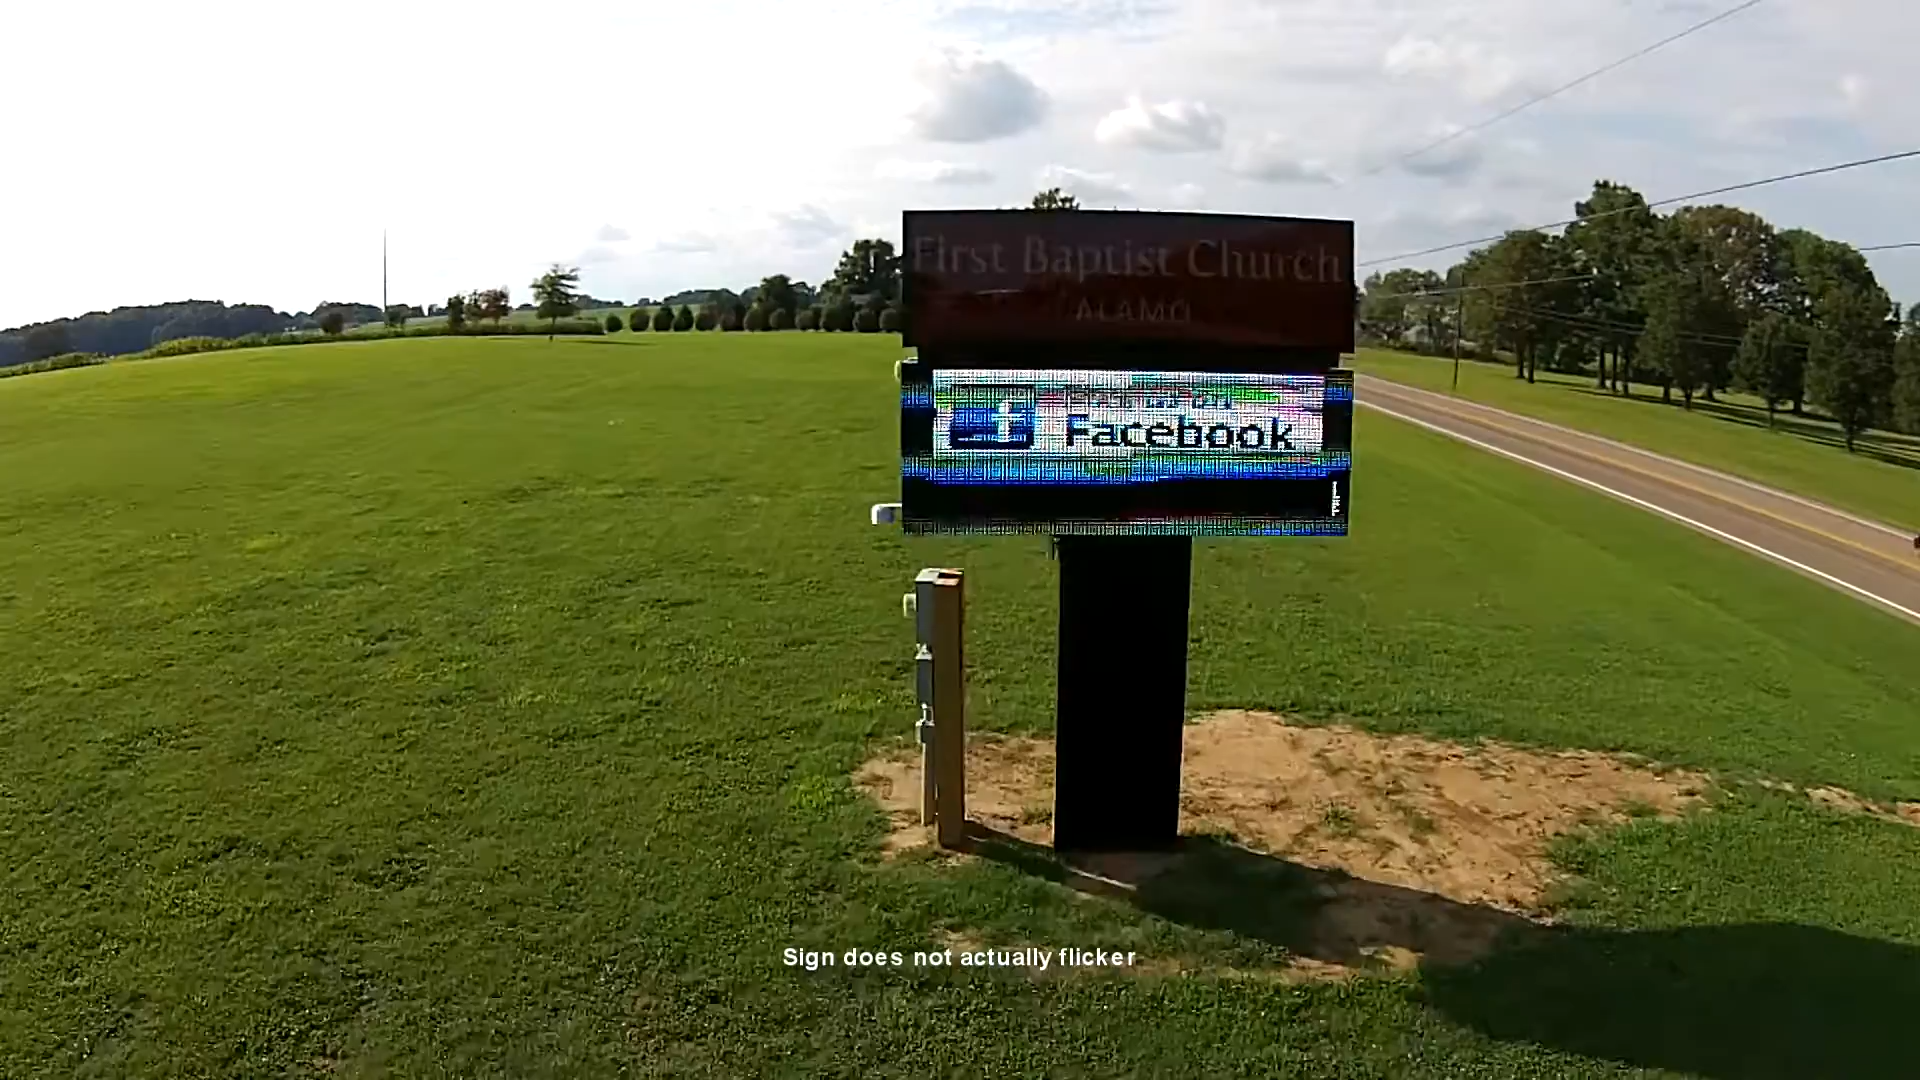 First Baptist Church
ALAMO
f
Facebook
Sign does not actually flicker